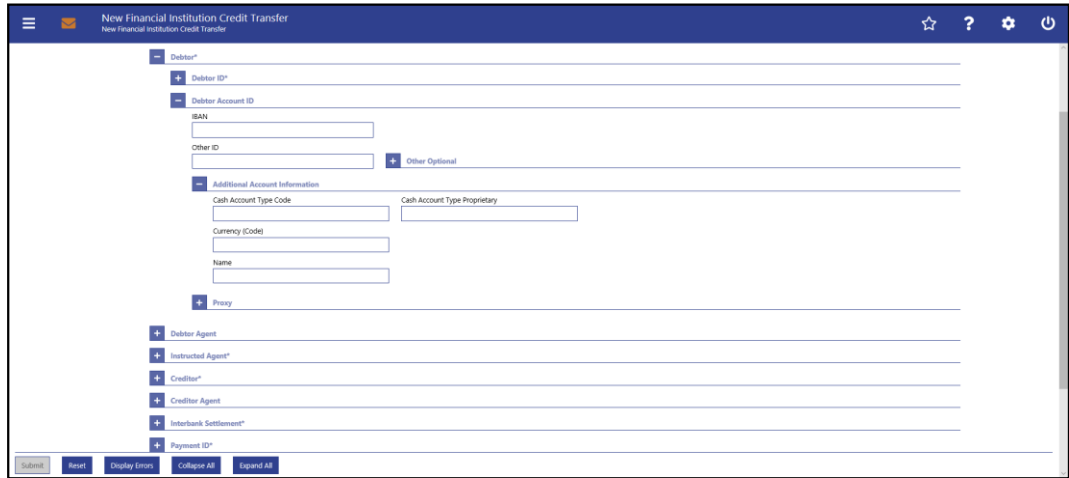 New Financial Institution Credit Transfer
New Financial Institution Credit Transfer
?
− Debtor*
+ Debtor ID*
− Debtor Account ID
IBAN
Other ID
+ Other Optional
− Additional Account Information
Cash Account Type Code Cash Account Type Proprietary
Currency (Code)
Name
+ Proxy
+ Debtor Agent
+ Instructed Agent*
+ Creditor*
+ Creditor Agent
+ Interbank Settlement*
+ Payment ID*
Submit Reset Display Errors Collapse All Expand All